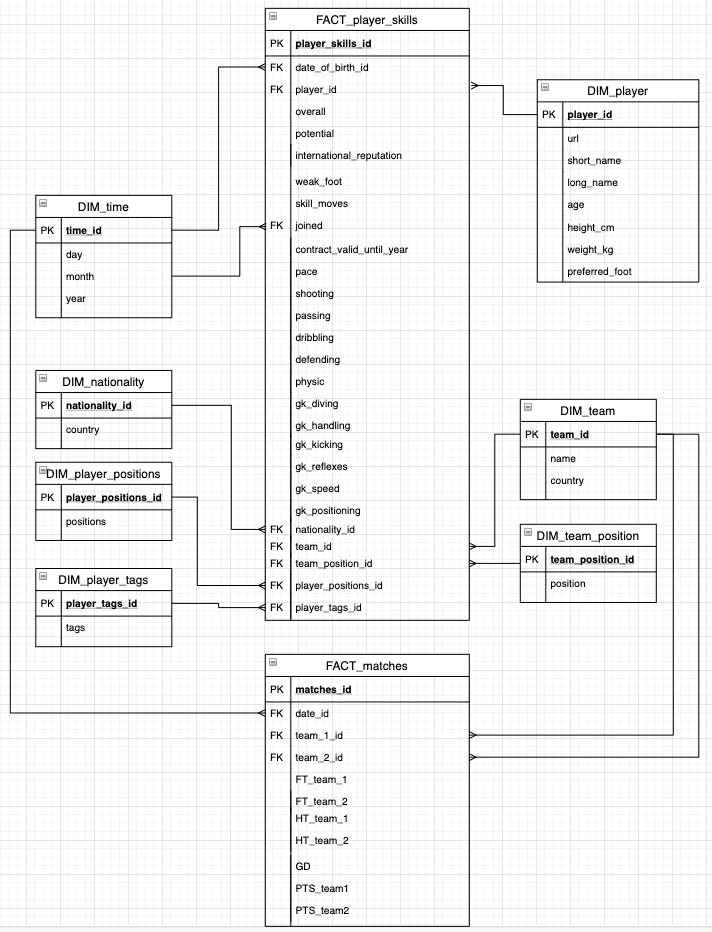 FACT_player_skills
PK player_skills_id
FK date_of_birth_id
FK player_id
overall
potential
international_reputation
weak_foot
skill_moves
FK joined
contract_valid_until_year
pace
shooting
passing
dribbling
defending
physic
gk_diving
gk_handling
gk_kicking
gk_reflexes
gk_speed
gk_positioning
FK nationality_id
FK team_id
FK team_position_id
FK player_positions_id
FK player_tags_id
DIM_player
PK player_id
url
short_name
long_name
age
height_cm
weight_kg
preferred_foot
DIM_time
PK time_id
day
month
year
DIM_nationality
PK nationality_id
country
DIM_player_positions
PK player_positions_id
positions
DIM_player_tags
PK player_tags_id
tags
DIM_team
PK team_id
name
country
DIM_team_position
PK team_position_id
position
FACT_matches
PK matches_id
FK date_id
FK team_1_id
FK team_2_id
FT_team_1
FT_team_2
HT_team_1
HT_team_2
GD
PTS_team1
PTS_team2